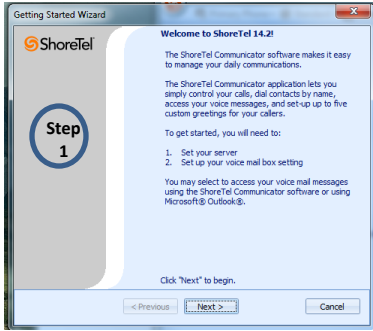 Getting Started Wizard
ShoreTel
Step
1
Welcome to ShoreTel 14.2!
The ShoreTel Communicator software makes it easy
to manage your daily communications.
The ShoreTel Communicator application lets you
simply control your calls, dial contacts by name,
access your voice messages, and set-up up to five
custom greetings for your callers.
To get started, you will need to:
1. Set your server
2. Set up your voice mail box setting
You may select to access your voice mail messages
using the ShoreTel Communicator software or using
Microsoft® Outlook®.
Click "Next" to begin.
< Previous
Next >
Cancel